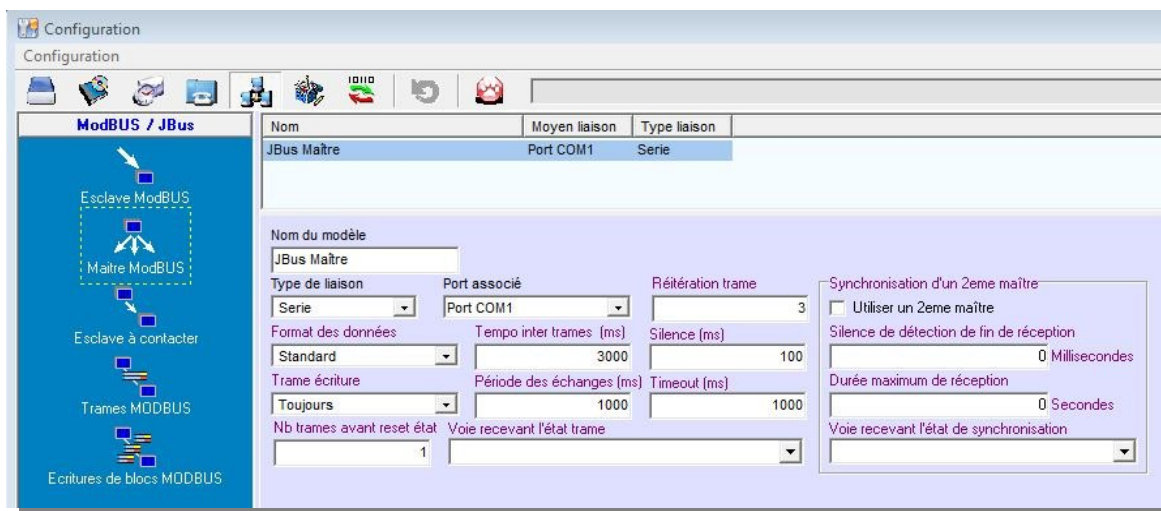 Configuration
Configuration
10110
ModBUS / JBus
Esclave ModBUS
Maitre ModBUS
Esclave à contacter
Trames MODBUS
Ecritures de blocs MODBUS
Nom Moyen liaison Type liaison
JBus Maître Port COM1 Serie
Nom du modèle
JBus Maître
Type de liaison Port associé Réitération trame
Serie Port COM1 3
Format des données Tempo inter trames (ms) Silence (ms)
Standard 3000 100
Trame écriture Période des échanges (ms) Timeout (ms)
Toujours 1000 1000
Nb trames avant reset état Voie recevant l'état trame
1
Synchronisation d'un 2eme maître
Utiliser un 2eme maître
Silence de détection de fin de réception
0 Millisecondes
Durée maximum de réception
0 Secondes
Voie recevant l'état de synchronisation